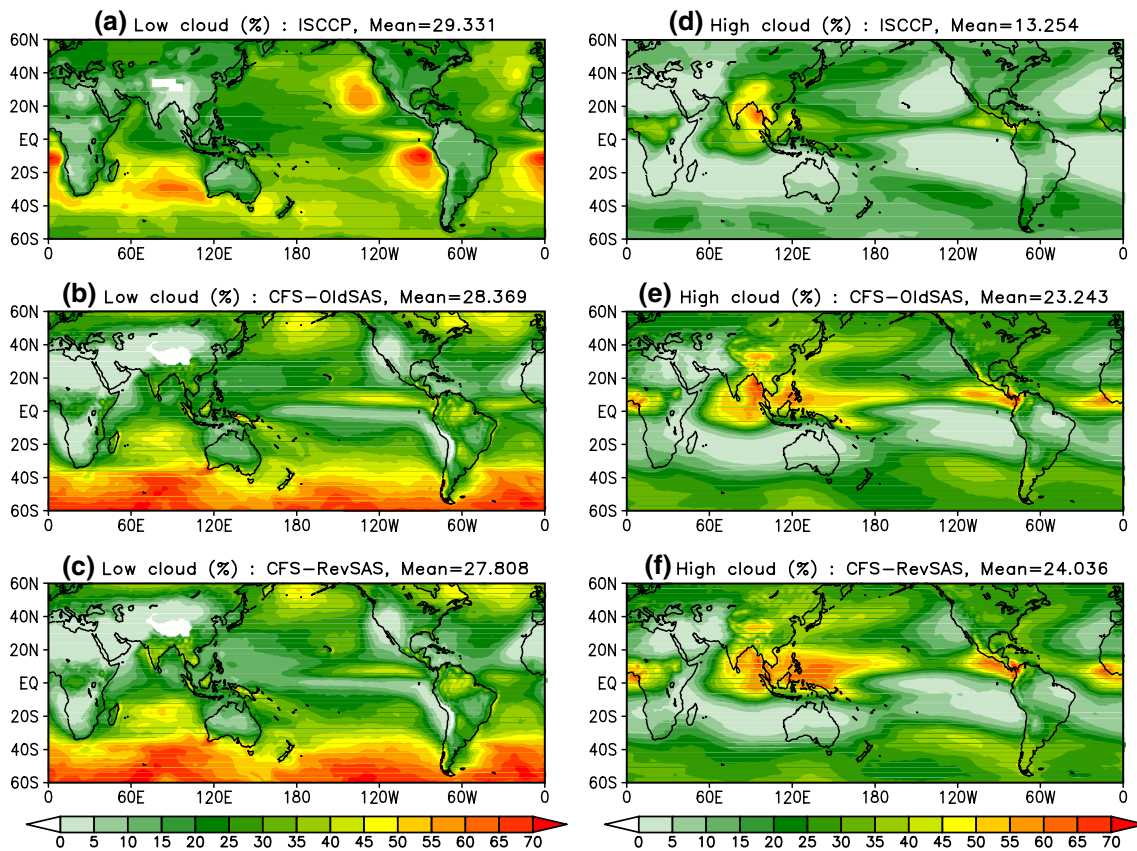 (a) Low cloud (%) : ISCCP, Mean=29.331
60N
40N
20N
EQ
20S
40S
60S
0 60E 120E 180 120W 60W 0
(d) High cloud (%) : ISCCP, Mean=13.254
60N
40N
20N
EQ
20S
40S
60S
0 60E 120E 180 120W 60W 0
(b) Low cloud (%) : CFS-OldSAS, Mean=28.369
60N
40N
20N
EQ
20S
40S
60S
0 60E 120E 180 120W 60W 0
(e) High cloud (%) : CFS-OldSAS, Mean=23.243
60N
40N
20N
EQ
20S
40S
60S
0 60E 120E 180 120W 60W 0
(c) Low cloud (%) : CFS-RevSAS, Mean=27.808
60N
40N
20N
EQ
20S
40S
60S
0 60E 120E 180 120W 60W 0
(f) High cloud (%) : CFS-RevSAS, Mean=24.036
60N
40N
20N
EQ
20S
40S
60S
0 60E 120E 180 120W 60W 0
0 5 10 15 20 25 30 35 40 45 50 55 60 65 70
0 5 10 15 20 25 30 35 40 45 50 55 60 65 70